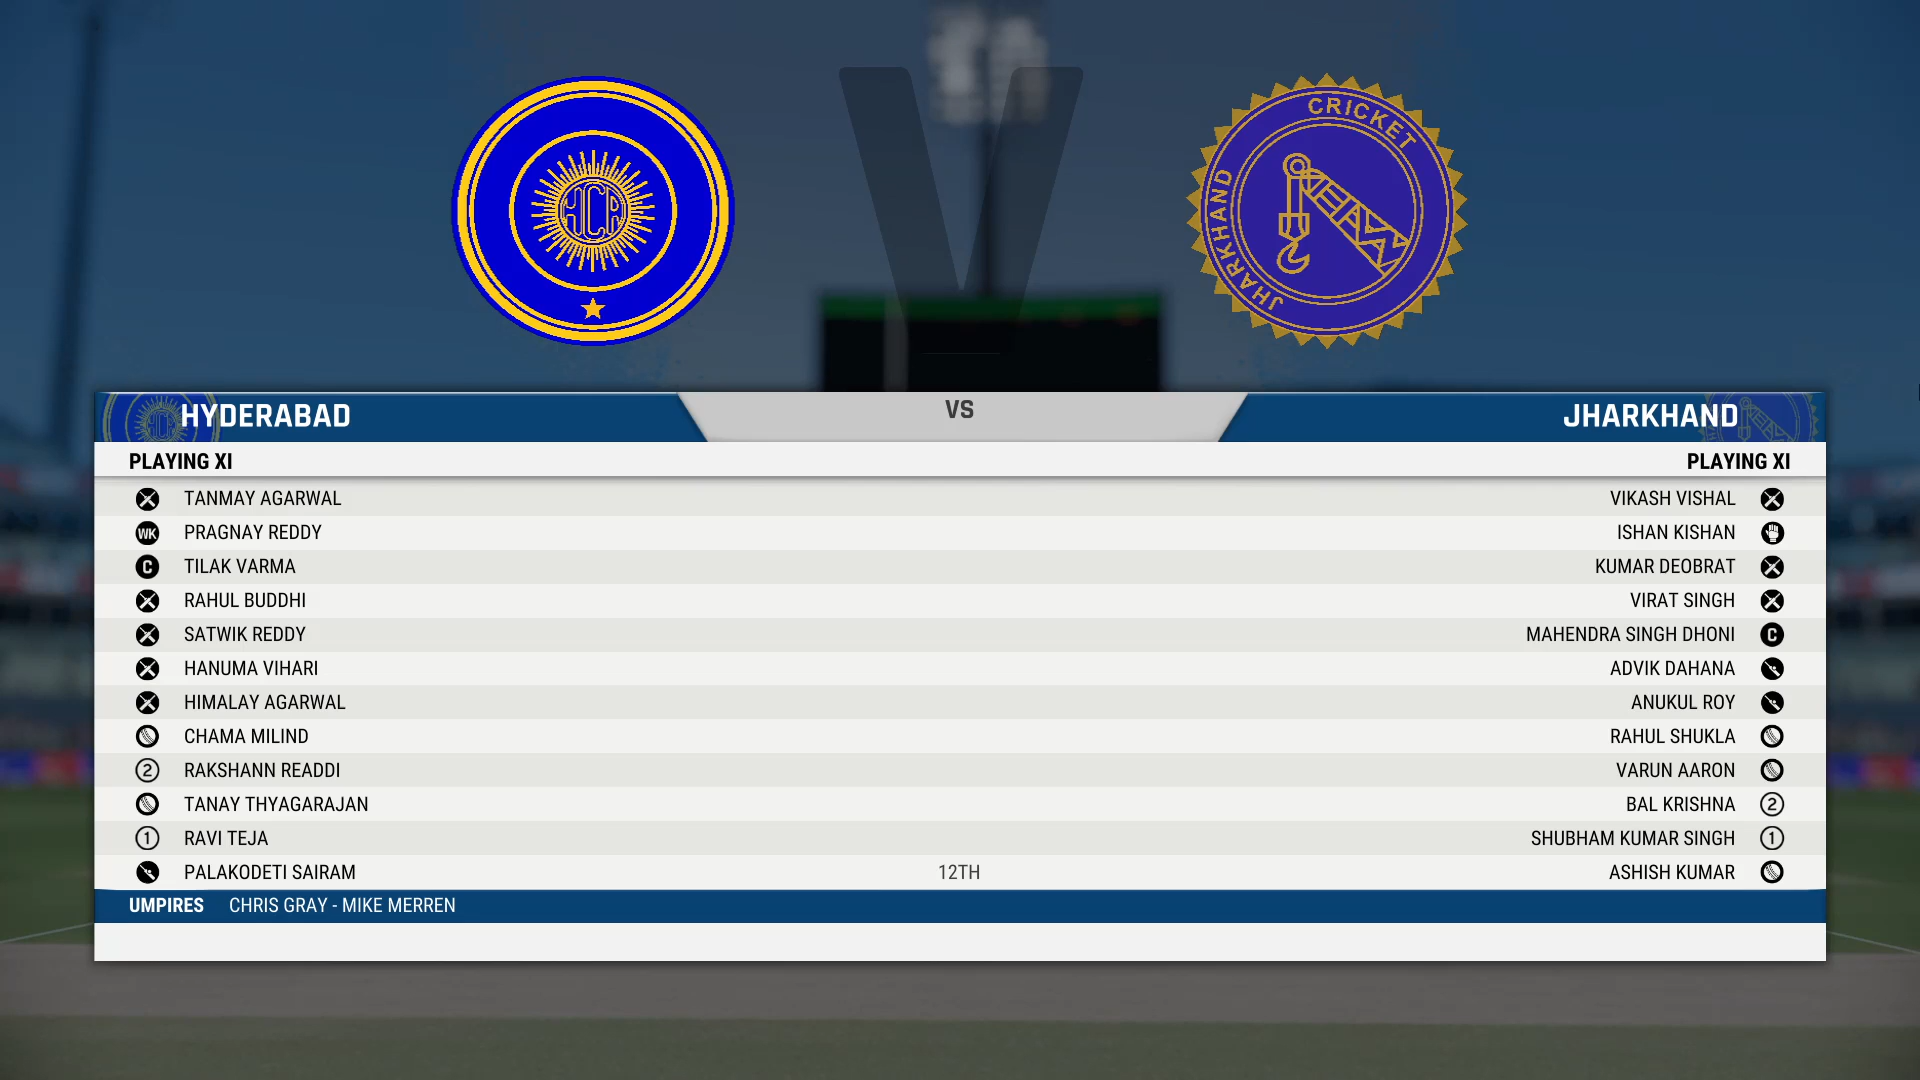 HCA
JHARKHAND CRICKET
V
HYDERABAD VS JHARKHAND
PLAYING XI PLAYING XI
TANMAY AGARWAL VIKASH VISHAL
WK PRAGNAY REDDY ISHAN KISHAN
C TILAK VARMA KUMAR DEOBRAT
RAHUL BUDDHI VIRAT SINGH
SATWIK REDDY MAHENDRA SINGH DHONI C
HANUMA VIHARI ADVIK DAHANA
HIMALAY AGARWAL ANUKUL ROY
CHAMA MILIND RAHUL SHUKLA
2 RAKSHANN READDI VARUN AARON
TANAY THYAGARAJAN BAL KRISHNA 2
1 RAVI TEJA SHUBHAM KUMAR SINGH 1
PALAKODETI SAIRAM 12TH ASHISH KUMAR
UMPIRES CHRIS GRAY - MIKE MERREN